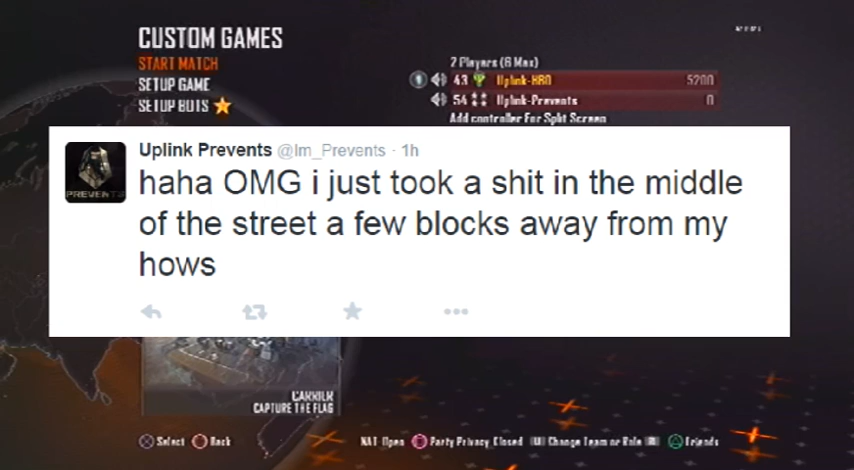 CUSTOM GAMES
START MATCH
SETUP GAME
SETUP BOTS
2 Players (6 Max)
43 Uplink-HBO 5200
54 Uplink-Prevents 0
Add controller For Split Screen
Uplink Prevents @Im_Prevents · 1h
PREVENTS
haha OMG i just took a shit in the middle
of the street a few blocks away from my
hows
CARRIER
CAPTURE THE FLAG
Select Back NAT: Open Party Privacy: Closed Change Team or Role Friends